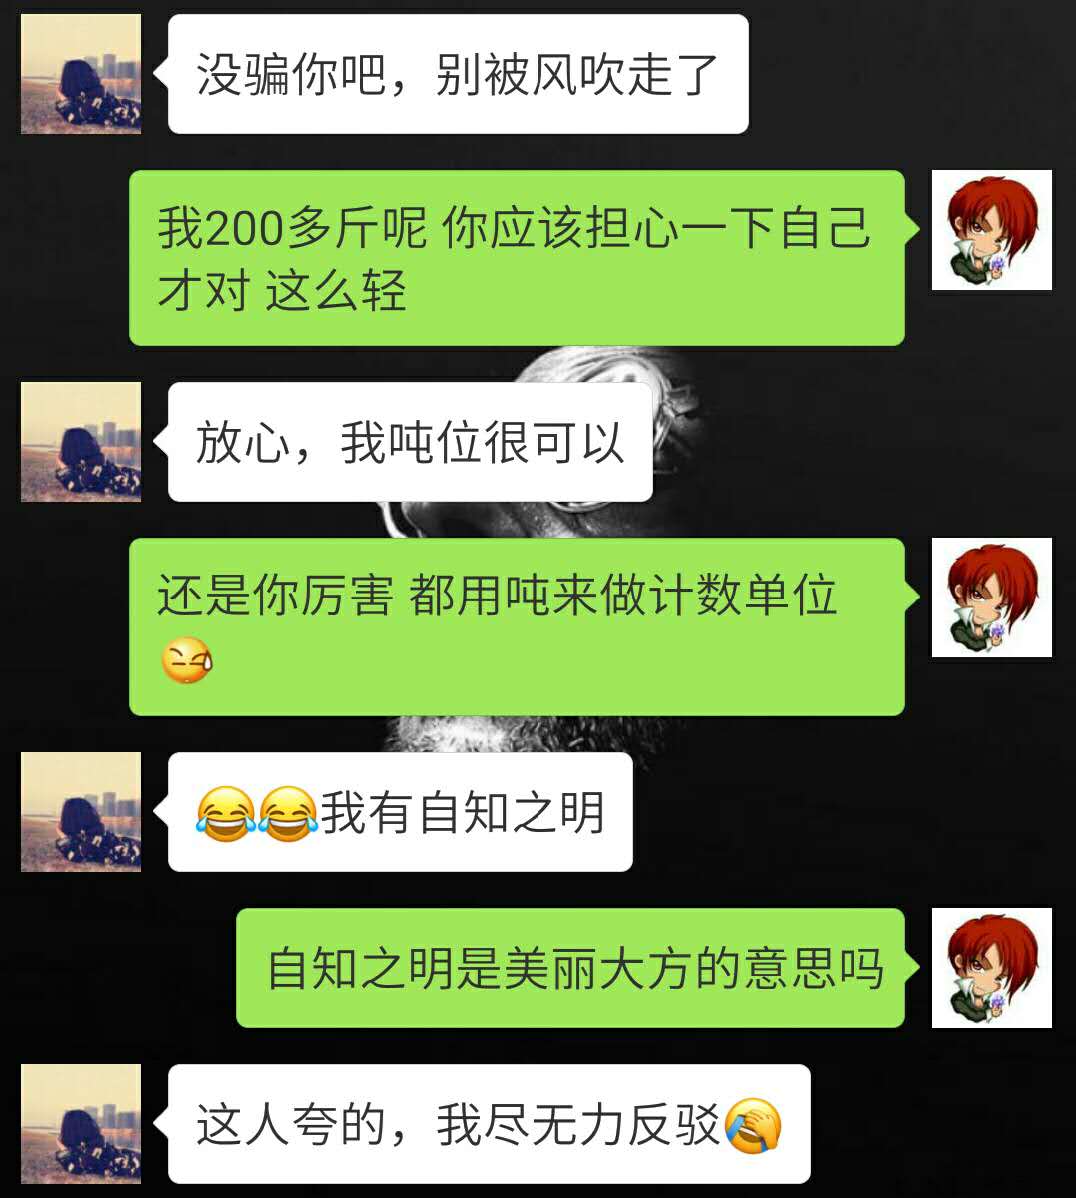 没骗你吧，别被风吹走了
我200多斤呢 你应该担心一下自己
才对 这么轻
放心，我吨位很可以
还是你厉害 都用吨来做计数单位
😅
😂😂我有自知之明
自知之明是美丽大方的意思吗
这人夸的，我尽无力反驳🤦